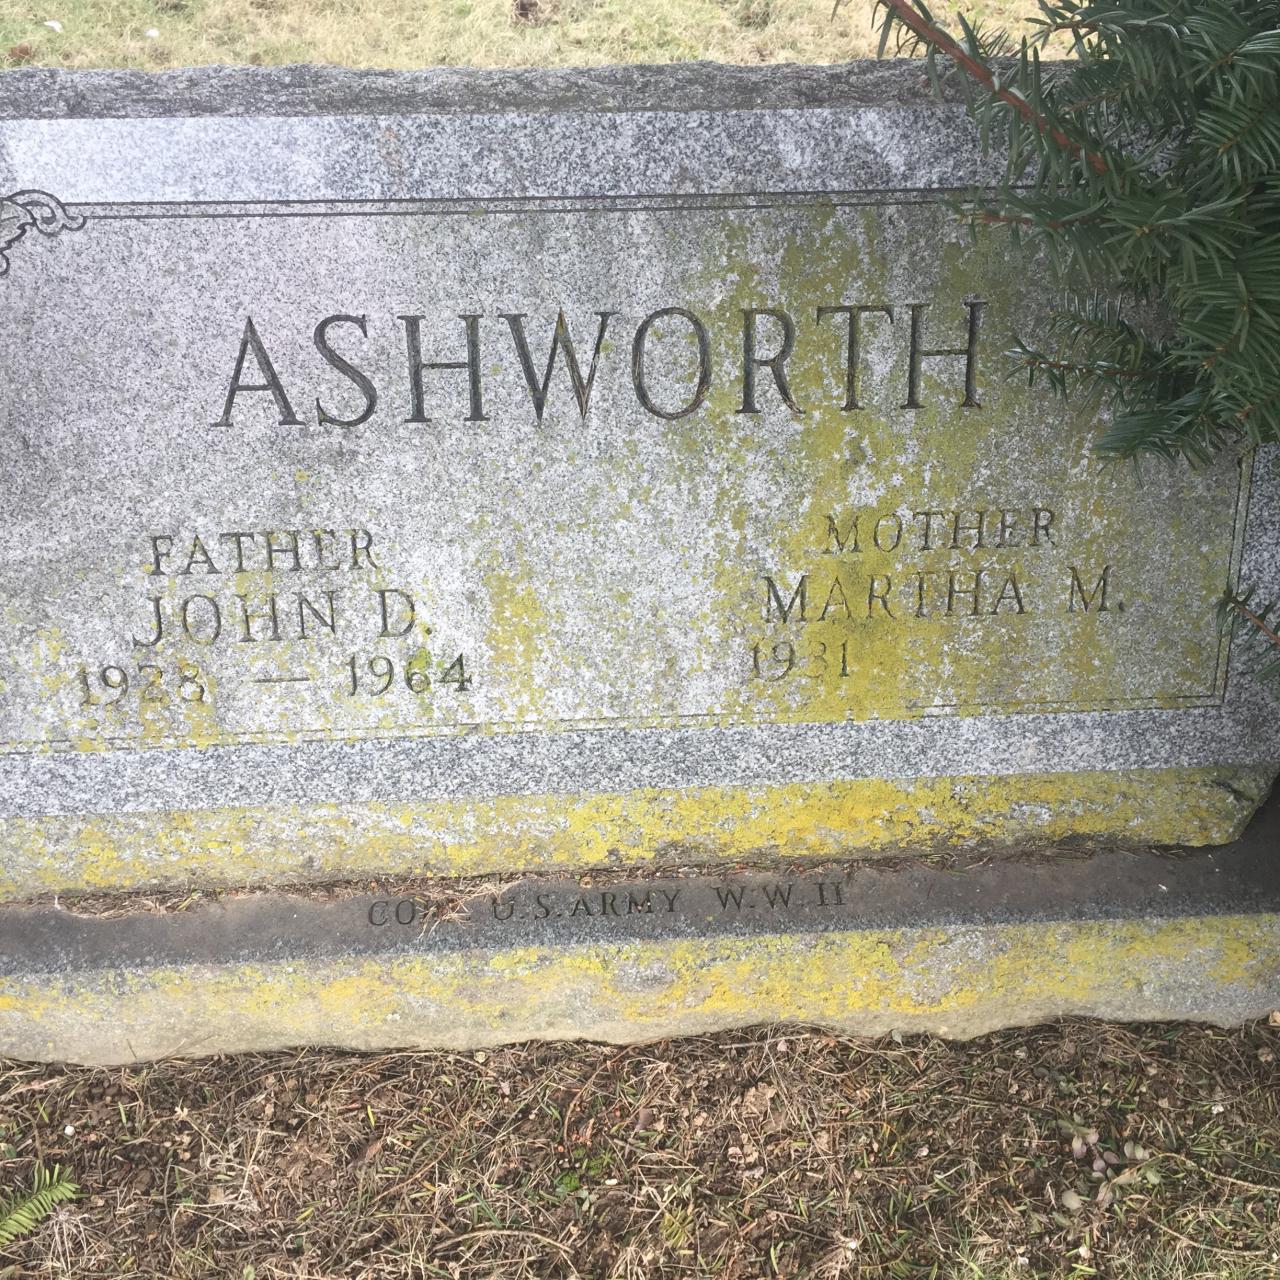 ASHWORTH
FATHER
JOHN D.
1928 — 1964
MOTHER
MARTHA M.
1931
U.S. ARMY W.W. II